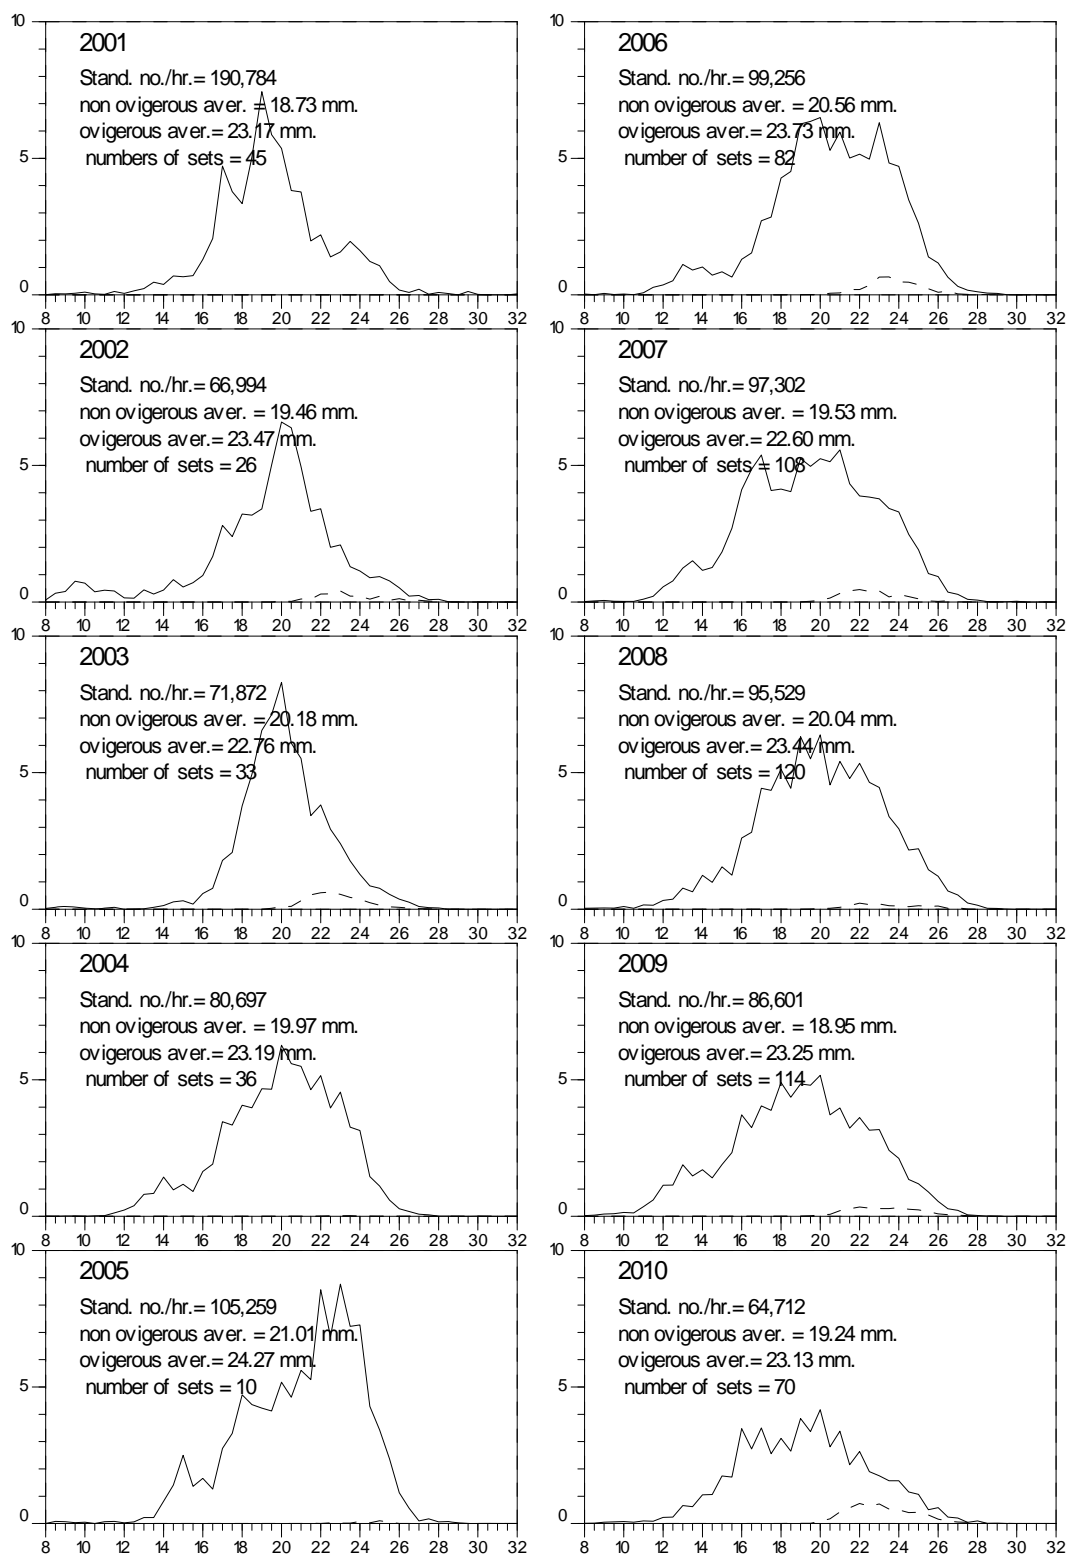 10
5
0
2001
Stand. no./hr.= 190,784
non ovigerous aver. = 18.73 mm.
ovigerous aver.= 23.17 mm.
numbers of sets = 45
8 10 12 14 16 18 20 22 24 26 28 30 32
10
5
0
2002
Stand. no./hr.= 66,994
non ovigerous aver. = 19.46 mm.
ovigerous aver.= 23.47 mm.
number of sets = 26
8 10 12 14 16 18 20 22 24 26 28 30 32
10
5
0
2003
Stand. no./hr.= 71,872
non ovigerous aver. = 20.18 mm.
ovigerous aver.= 22.76 mm.
number of sets = 33
8 10 12 14 16 18 20 22 24 26 28 30 32
10
5
0
2004
Stand. no./hr.= 80,697
non ovigerous aver. = 19.97 mm.
ovigerous aver.= 23.19 mm.
number of sets = 36
8 10 12 14 16 18 20 22 24 26 28 30 32
10
5
0
2005
Stand. no./hr.= 105,259
non ovigerous aver. = 21.01 mm.
ovigerous aver.= 24.27 mm.
number of sets = 10
8 10 12 14 16 18 20 22 24 26 28 30 32
10
5
0
2006
Stand. no./hr.= 99,256
non ovigerous aver. = 20.56 mm.
ovigerous aver.= 23.73 mm.
number of sets = 82
8 10 12 14 16 18 20 22 24 26 28 30 32
10
5
0
2007
Stand. no./hr.= 97,302
non ovigerous aver. = 19.53 mm.
ovigerous aver.= 22.60 mm.
number of sets = 108
8 10 12 14 16 18 20 22 24 26 28 30 32
10
5
0
2008
Stand. no./hr.= 95,529
non ovigerous aver. = 20.04 mm.
ovigerous aver.= 23.44 mm.
number of sets = 120
8 10 12 14 16 18 20 22 24 26 28 30 32
10
5
0
2009
Stand. no./hr.= 86,601
non ovigerous aver. = 18.95 mm.
ovigerous aver.= 23.25 mm.
number of sets = 114
8 10 12 14 16 18 20 22 24 26 28 30 32
10
5
0
2010
Stand. no./hr.= 64,712
non ovigerous aver. = 19.24 mm.
ovigerous aver.= 23.13 mm.
number of sets = 70
8 10 12 14 16 18 20 22 24 26 28 30 32